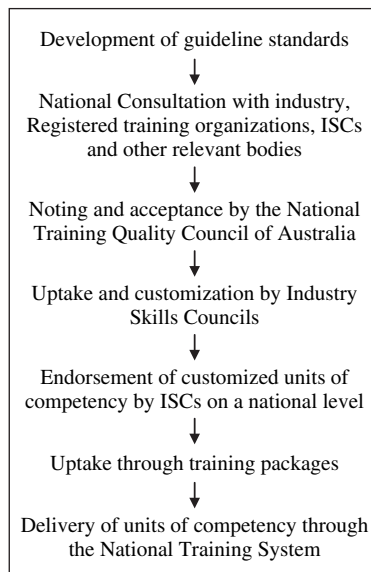 Development of guideline standards
National Consultation with industry,
Registered training organizations, ISCs
and other relevant bodies
Noting and acceptance by the National
Training Quality Council of Australia
Uptake and customization by Industry
Skills Councils
Endorsement of customized units of
competency by ISCs on a national level
Uptake through training packages
Delivery of units of competency through
the National Training System